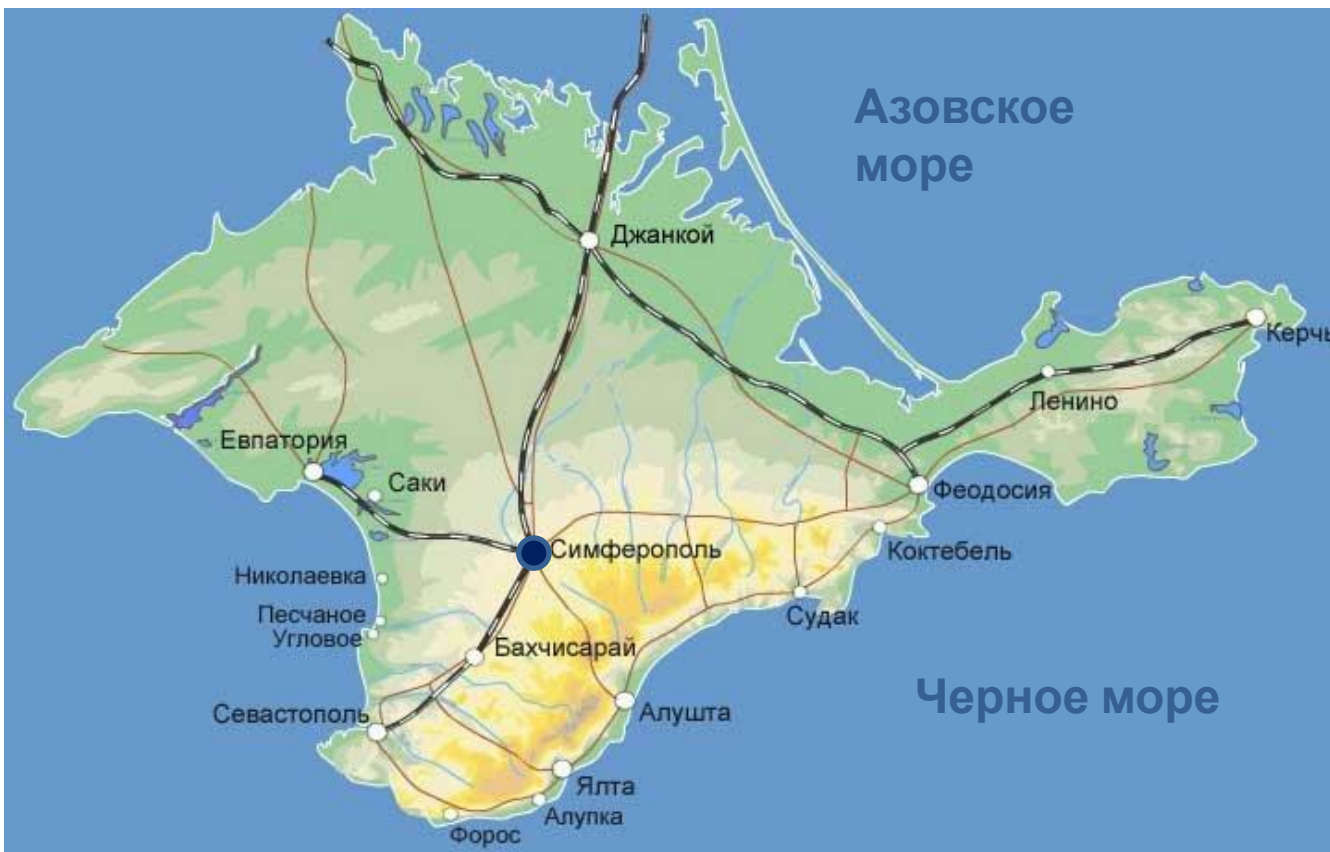 Азовское
море
Джанкой
Керчь
Ленино
Евпатория
Саки
Феодосия
Симферополь
Коктебель
Николаевка
Песчаное
Угловое
Судак
Бахчисарай
Черное море
Севастополь
Алушта
Ялта
Алупка
Форос